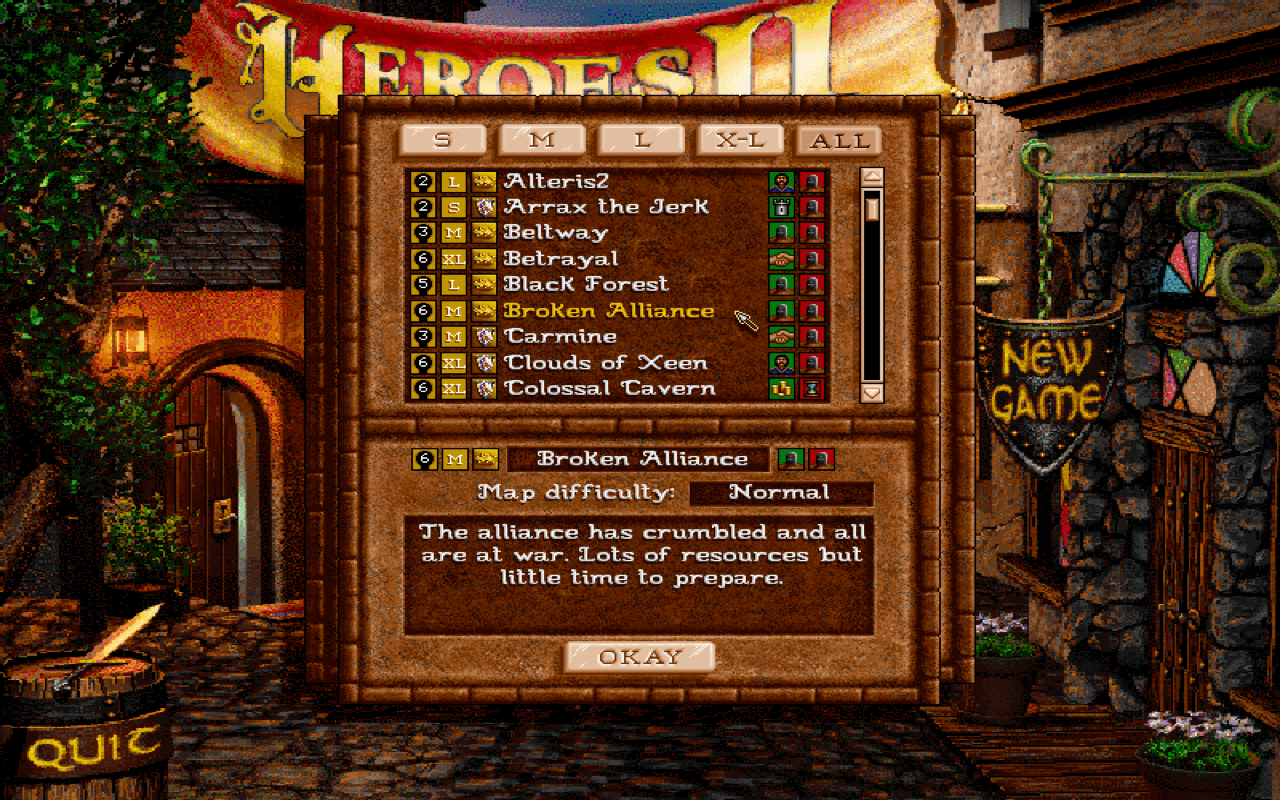 HEROES II
S M L X-L ALL
2 L Alteris2
2 S Arrax the Jerk
3 M Beltway
6 XL Betrayal
5 L Black Forest
6 M Broken Alliance
3 M Carmine
6 XL Clouds of Xeen
6 XL Colossal Cavern
NEW
GAME
6 M Broken Alliance
Map difficulty: Normal
The alliance has crumbled and all
are at war. Lots of resources but
little time to prepare.
OKAY
QUIT